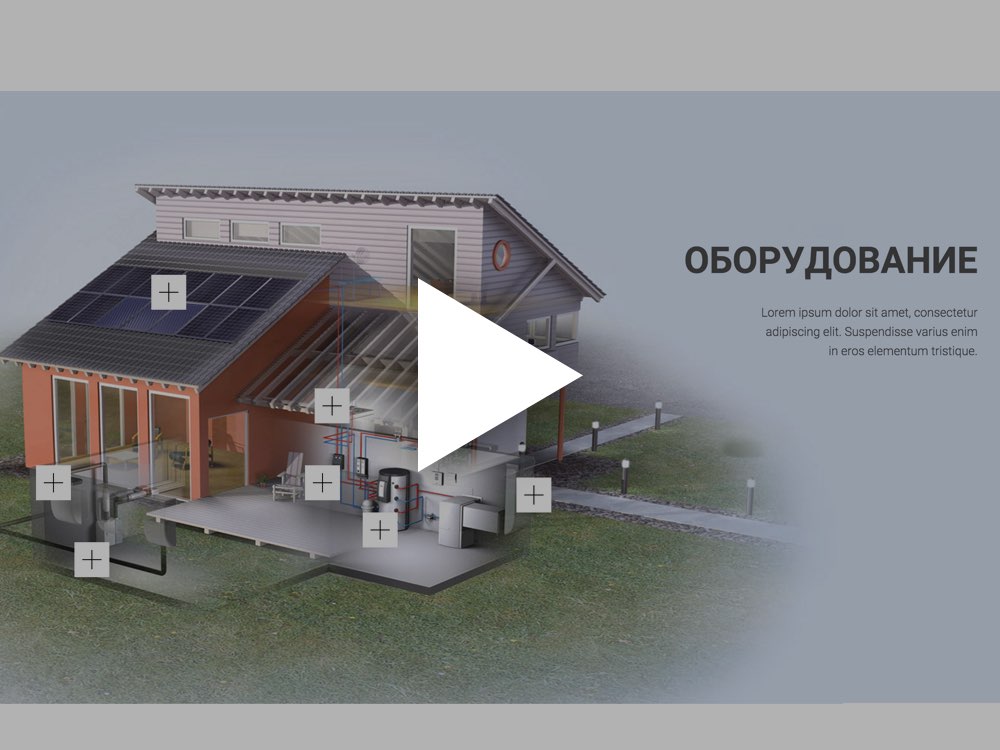 ОБОРУДОВАНИЕ
Lorem ipsum dolor sit amet, consectetur
adipiscing elit. Suspendisse varius enim
in eros elementum tristique.